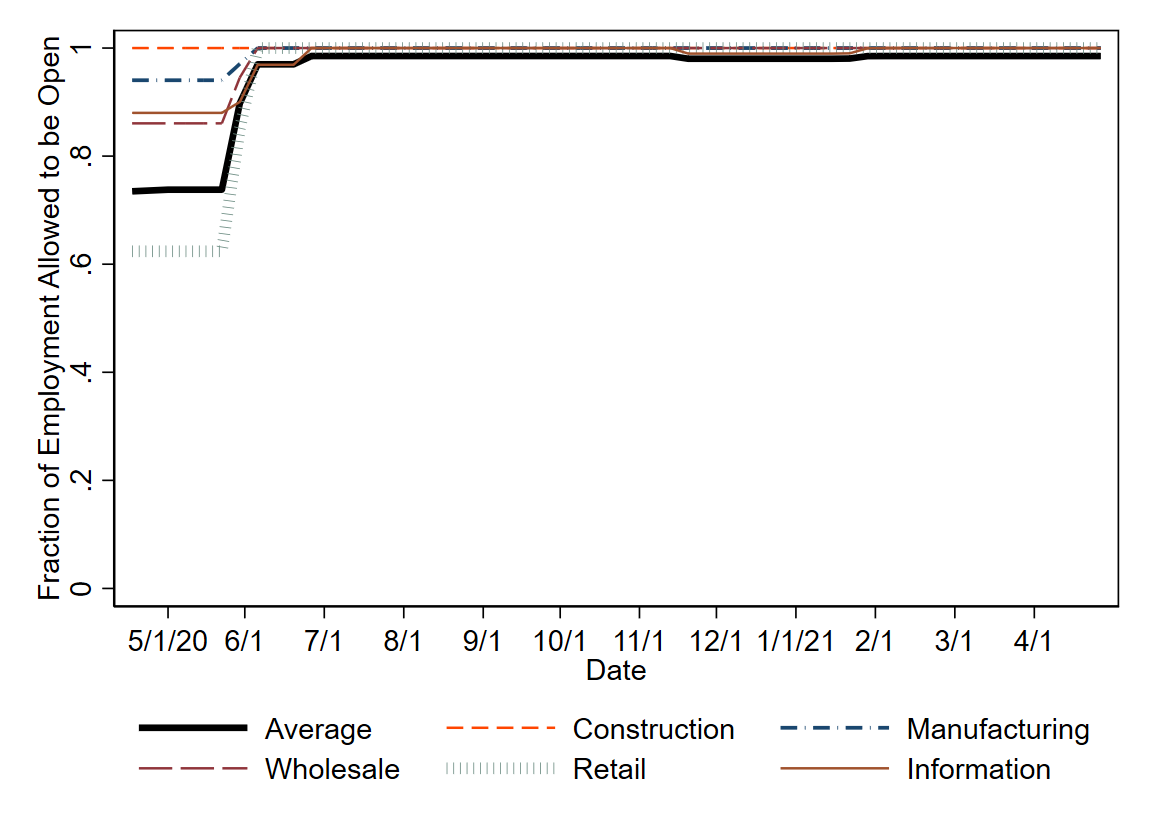 Fraction of Employment Allowed to be Open
1
.8
.6
.4
.2
0
5/1/20 6/1 7/1 8/1 9/1 10/1 11/1 12/1 1/1/21 2/1 3/1 4/1
Date
Average Construction Manufacturing
Wholesale Retail Information